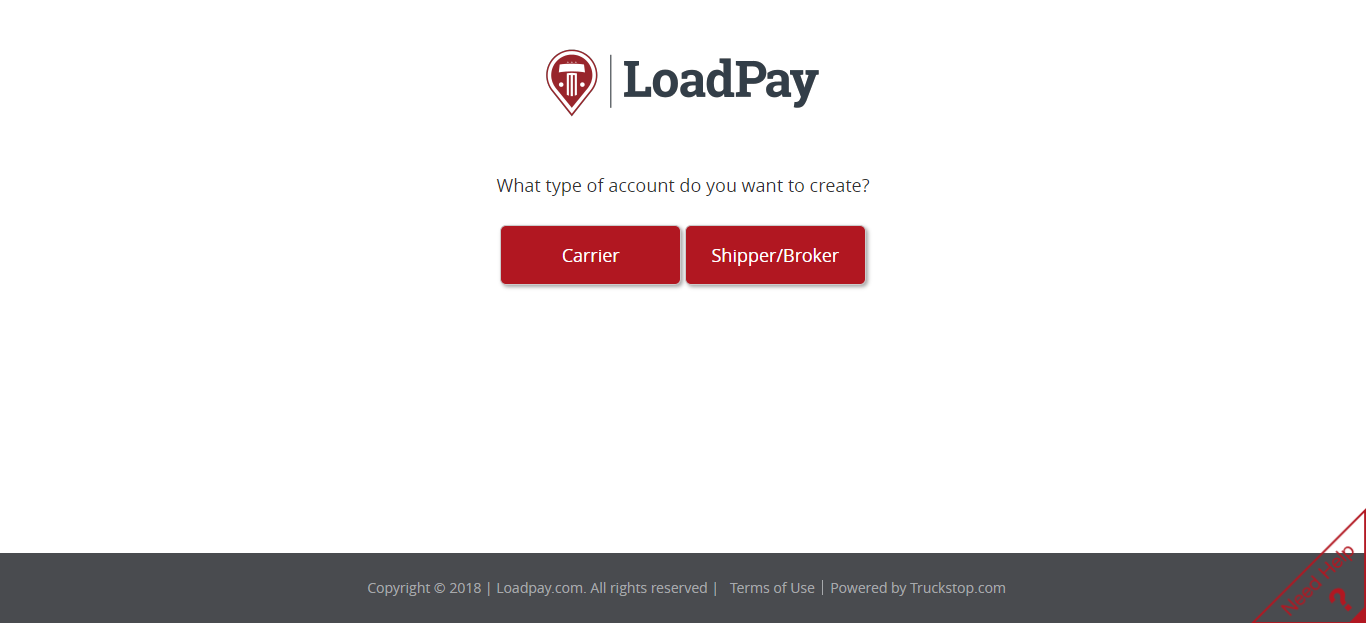 LoadPay
What type of account do you want to create?
Carrier
Shipper/Broker
Copyright © 2018 | Loadpay.com. All rights reserved | Terms of Use | Powered by Truckstop.com
Need Help
?